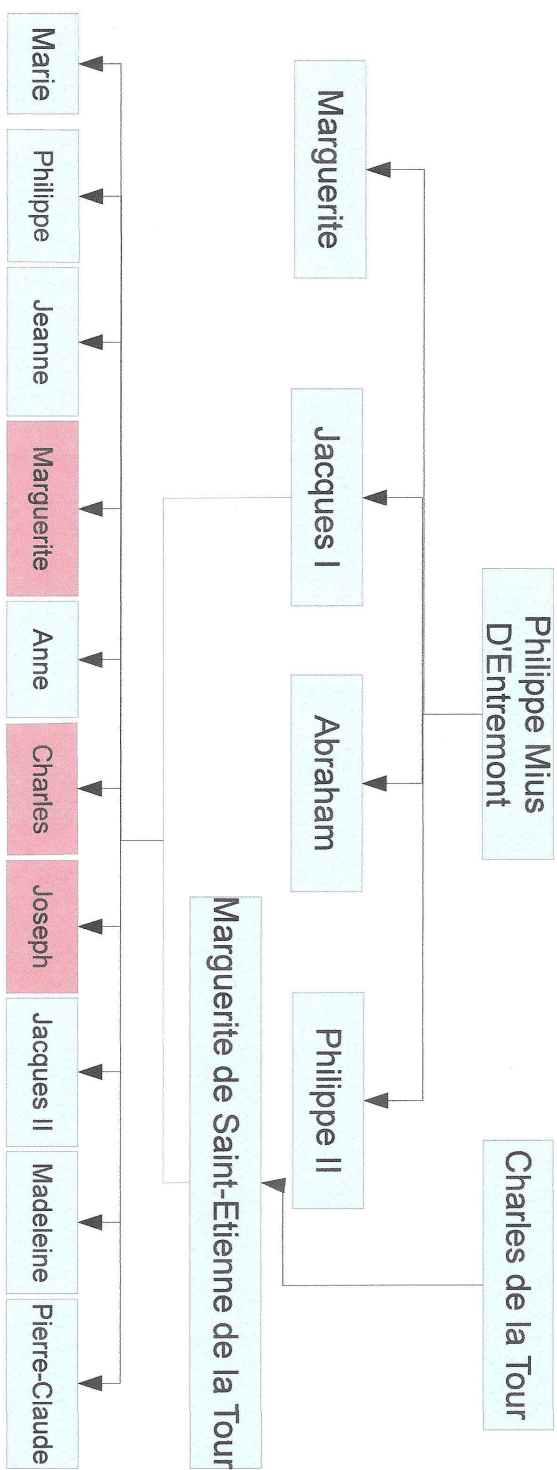 Philippe Mius
D'Entremont
Charles de la Tour
Marguerite
Jacques I
Abraham
Philippe II
Marguerite de Saint-Etienne de la Tour
Marie
Philippe
Jeanne
Marguerite
Anne
Charles
Joseph
Jacques II
Madeleine
Pierre-Claude